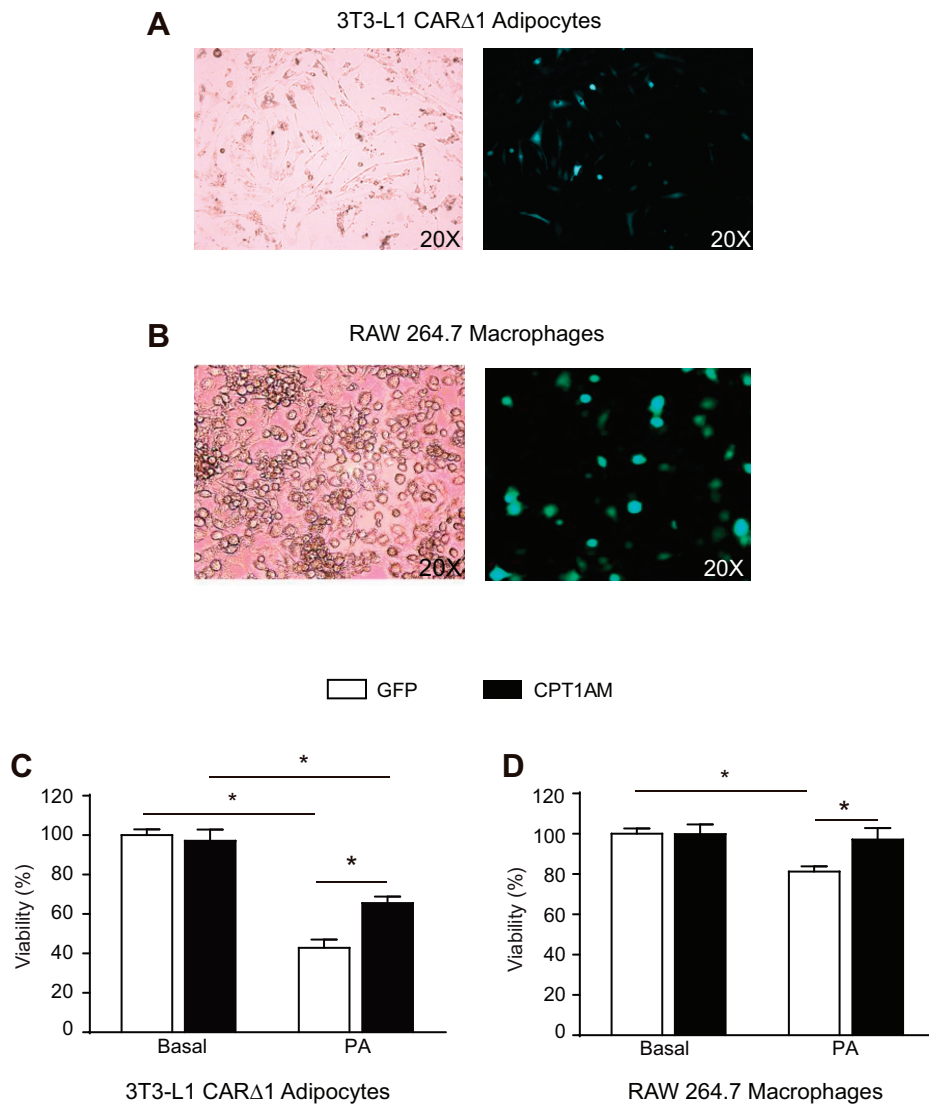 A
3T3-L1 CARΔ1 Adipocytes
20X
20X
B
RAW 264.7 Macrophages
20X
20X
GFP
CPT1AM
C
*
*
*
120
100
80
60
40
20
0
Viability (%)
Basal
PA
3T3-L1 CARΔ1 Adipocytes
D
*
*
120
100
80
60
40
20
0
Viability (%)
Basal
PA
RAW 264.7 Macrophages